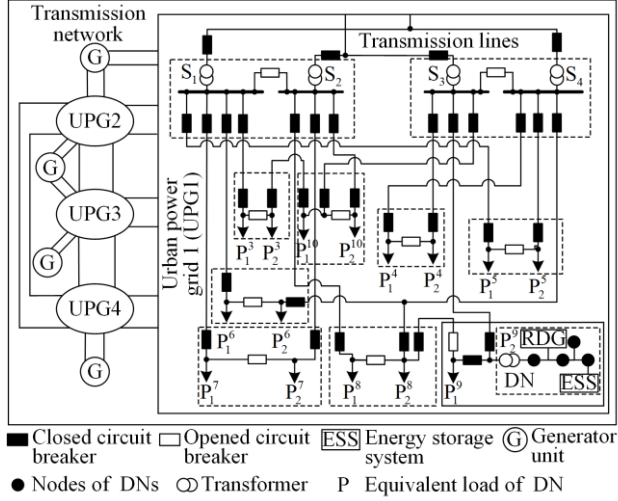 Transmission
network
Transmission lines
G
S1
S2
S3
S4
UPG2
G
Urban power
grid 1 (UPG1)
UPG3
P1^3
P2^3
P1^10
P2^10
P1^4
P2^4
P1^5
P2^5
G
UPG4
P1^6
P2^6
P2^9
RDG
DN
ESS
G
P1^7
P2^7
P1^8
P2^8
P1^9
Closed circuit breaker
Opened circuit breaker
ESS Energy storage system
G Generator unit
Nodes of DNs
Transformer
P Equivalent load of DN